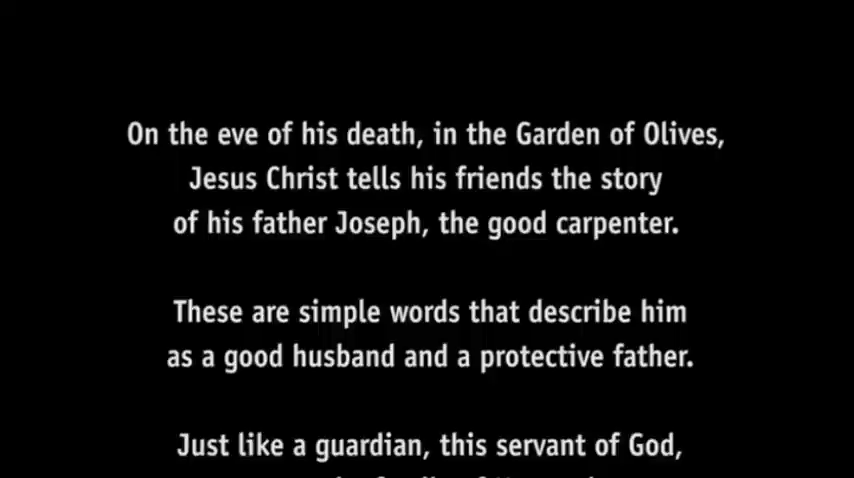 On the eve of his death, in the Garden of Olives,
Jesus Christ tells his friends the story
of his father Joseph, the good carpenter.
These are simple words that describe him
as a good husband and a protective father.
Just like a guardian, this servant of God,